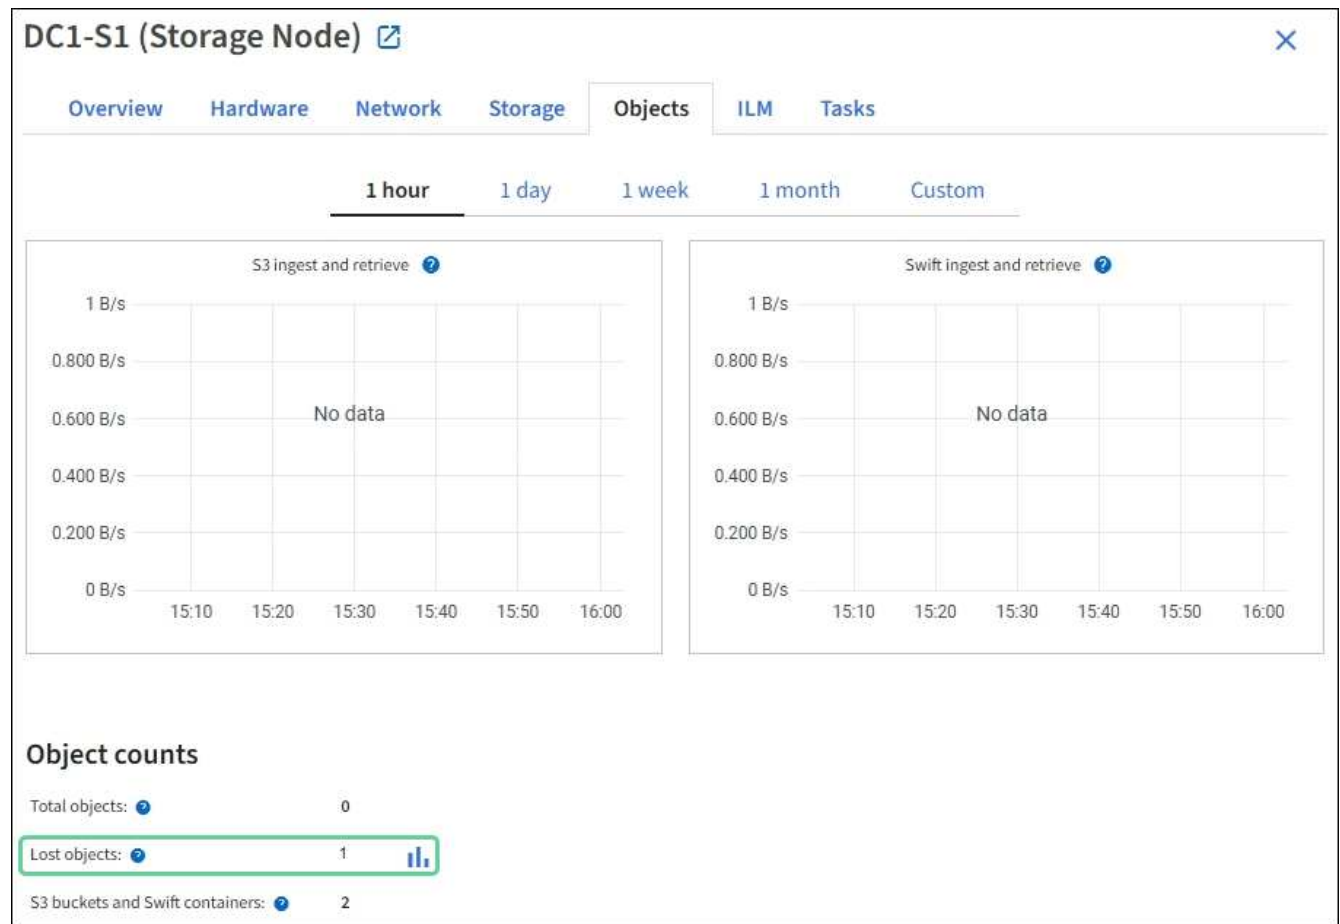 DC1-S1 (Storage Node)
Overview Hardware Network Storage Objects ILM Tasks
1 hour 1 day 1 week 1 month Custom
S3 ingest and retrieve
1 B/s
0.800 B/s
0.600 B/s
0.400 B/s
0.200 B/s
0 B/s
No data
15:10 15:20 15:30 15:40 15:50 16:00
Swift ingest and retrieve
1 B/s
0.800 B/s
0.600 B/s
0.400 B/s
0.200 B/s
0 B/s
No data
15:10 15:20 15:30 15:40 15:50 16:00
Object counts
Total objects: 0
Lost objects: 1
S3 buckets and Swift containers: 2